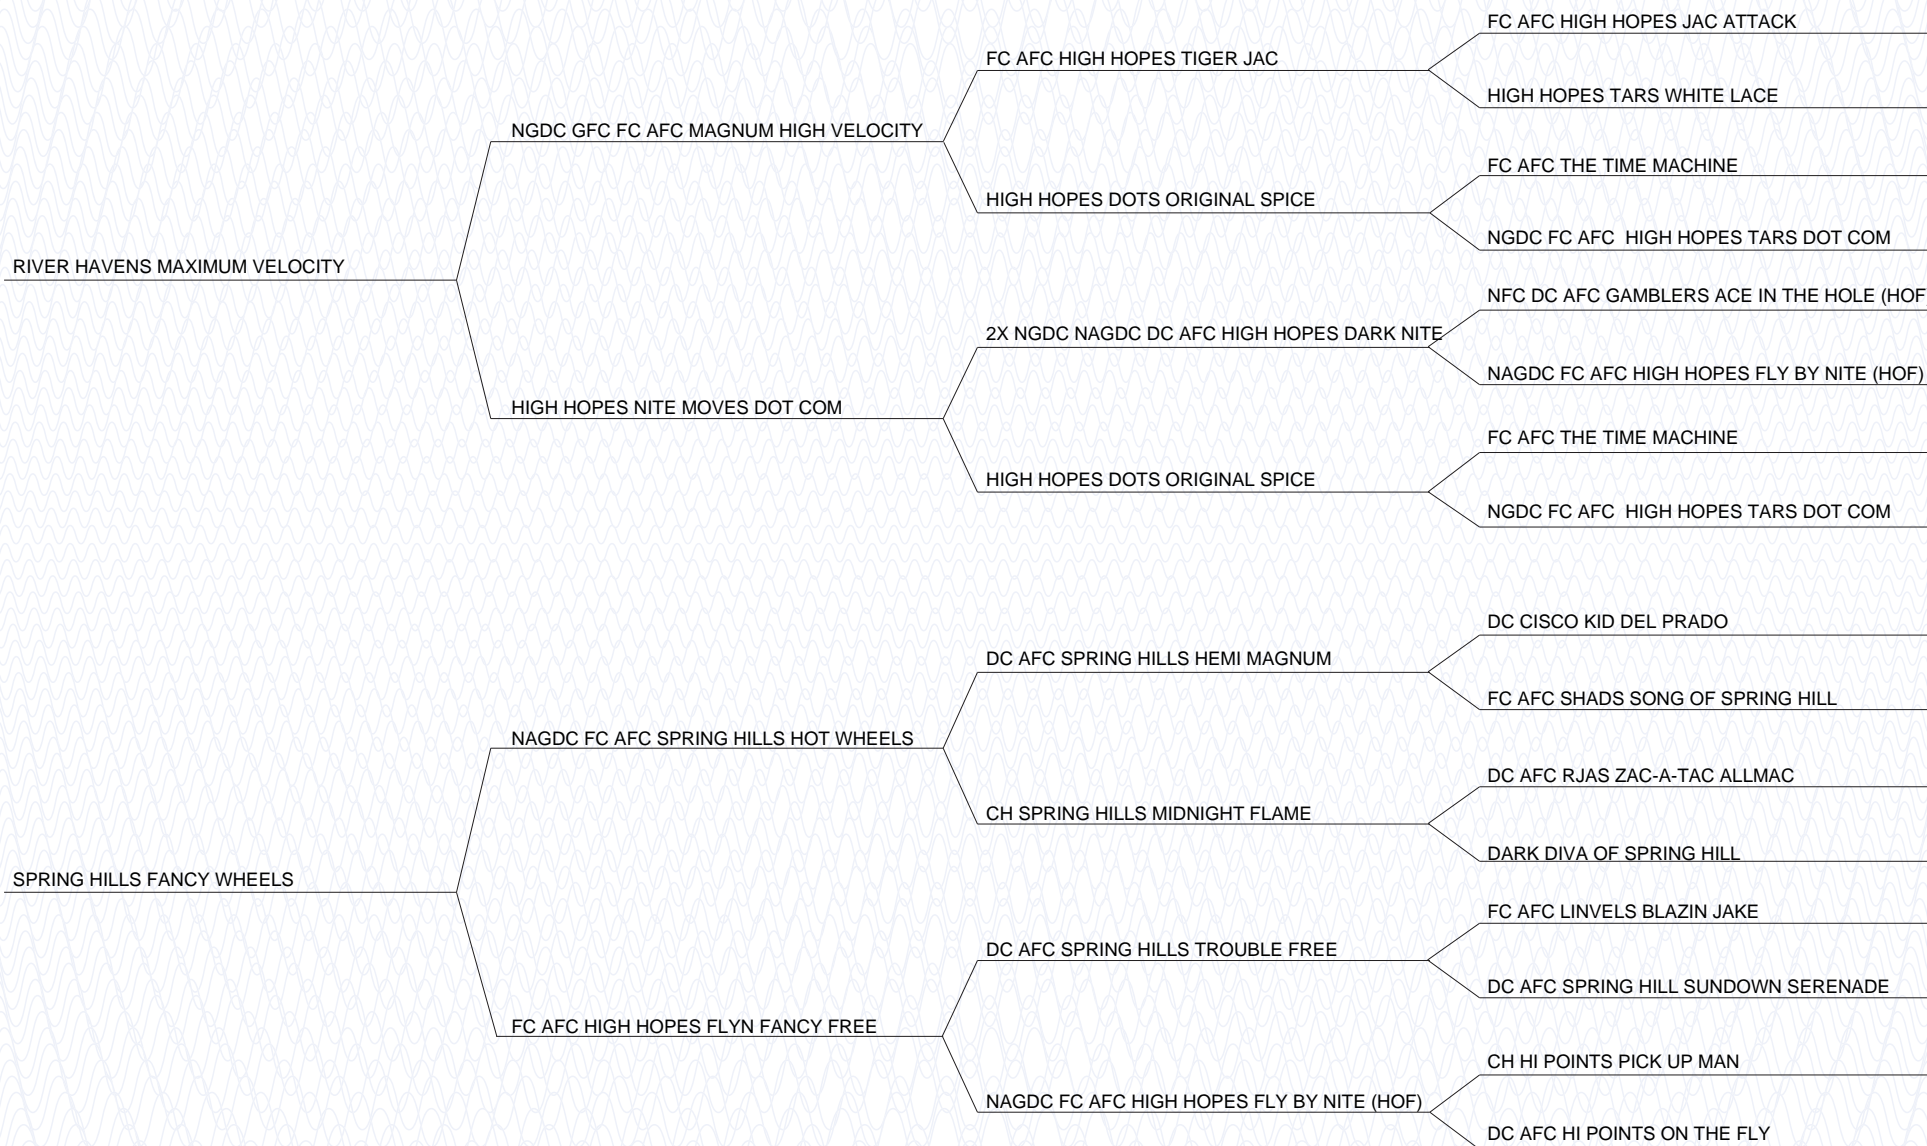 FC AFC HIGH HOPES JAC ATTACK
FC AFC HIGH HOPES TIGER JAC
HIGH HOPES TARS WHITE LACE
NGDC GFC FC AFC MAGNUM HIGH VELOCITY
FC AFC THE TIME MACHINE
HIGH HOPES DOTS ORIGINAL SPICE
NGDC FC AFC  HIGH HOPES TARS DOT COM
RIVER HAVENS MAXIMUM VELOCITY
NFC DC AFC GAMBLERS ACE IN THE HOLE (HOF
2X NGDC NAGDC DC AFC HIGH HOPES DARK NITE
NAGDC FC AFC HIGH HOPES FLY BY NITE (HOF)
HIGH HOPES NITE MOVES DOT COM
FC AFC THE TIME MACHINE
HIGH HOPES DOTS ORIGINAL SPICE
NGDC FC AFC  HIGH HOPES TARS DOT COM
DC CISCO KID DEL PRADO
DC AFC SPRING HILLS HEMI MAGNUM
FC AFC SHADS SONG OF SPRING HILL
NAGDC FC AFC SPRING HILLS HOT WHEELS
DC AFC RJAS ZAC-A-TAC ALLMAC
CH SPRING HILLS MIDNIGHT FLAME
DARK DIVA OF SPRING HILL
SPRING HILLS FANCY WHEELS
FC AFC LINVELS BLAZIN JAKE
DC AFC SPRING HILLS TROUBLE FREE
DC AFC SPRING HILL SUNDOWN SERENADE
FC AFC HIGH HOPES FLYN FANCY FREE
CH HI POINTS PICK UP MAN
NAGDC FC AFC HIGH HOPES FLY BY NITE (HOF)
DC AFC HI POINTS ON THE FLY